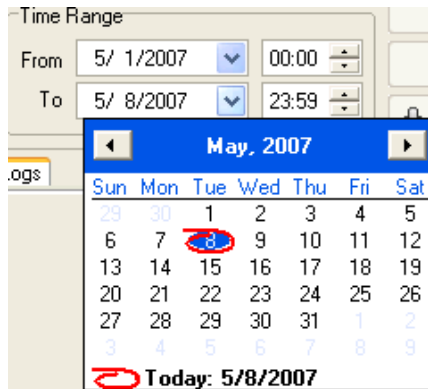 Time Range
From 5/ 1/2007 00:00
To 5/ 8/2007 23:59
May, 2007
ogs
Sun Mon Tue Wed Thu Fri Sat
29 30 1 2 3 4 5
6 7 8 9 10 11 12
13 14 15 16 17 18 19
20 21 22 23 24 25 26
27 28 29 30 31 1 2
3 4 5 6 7 8 9
Today: 5/8/2007